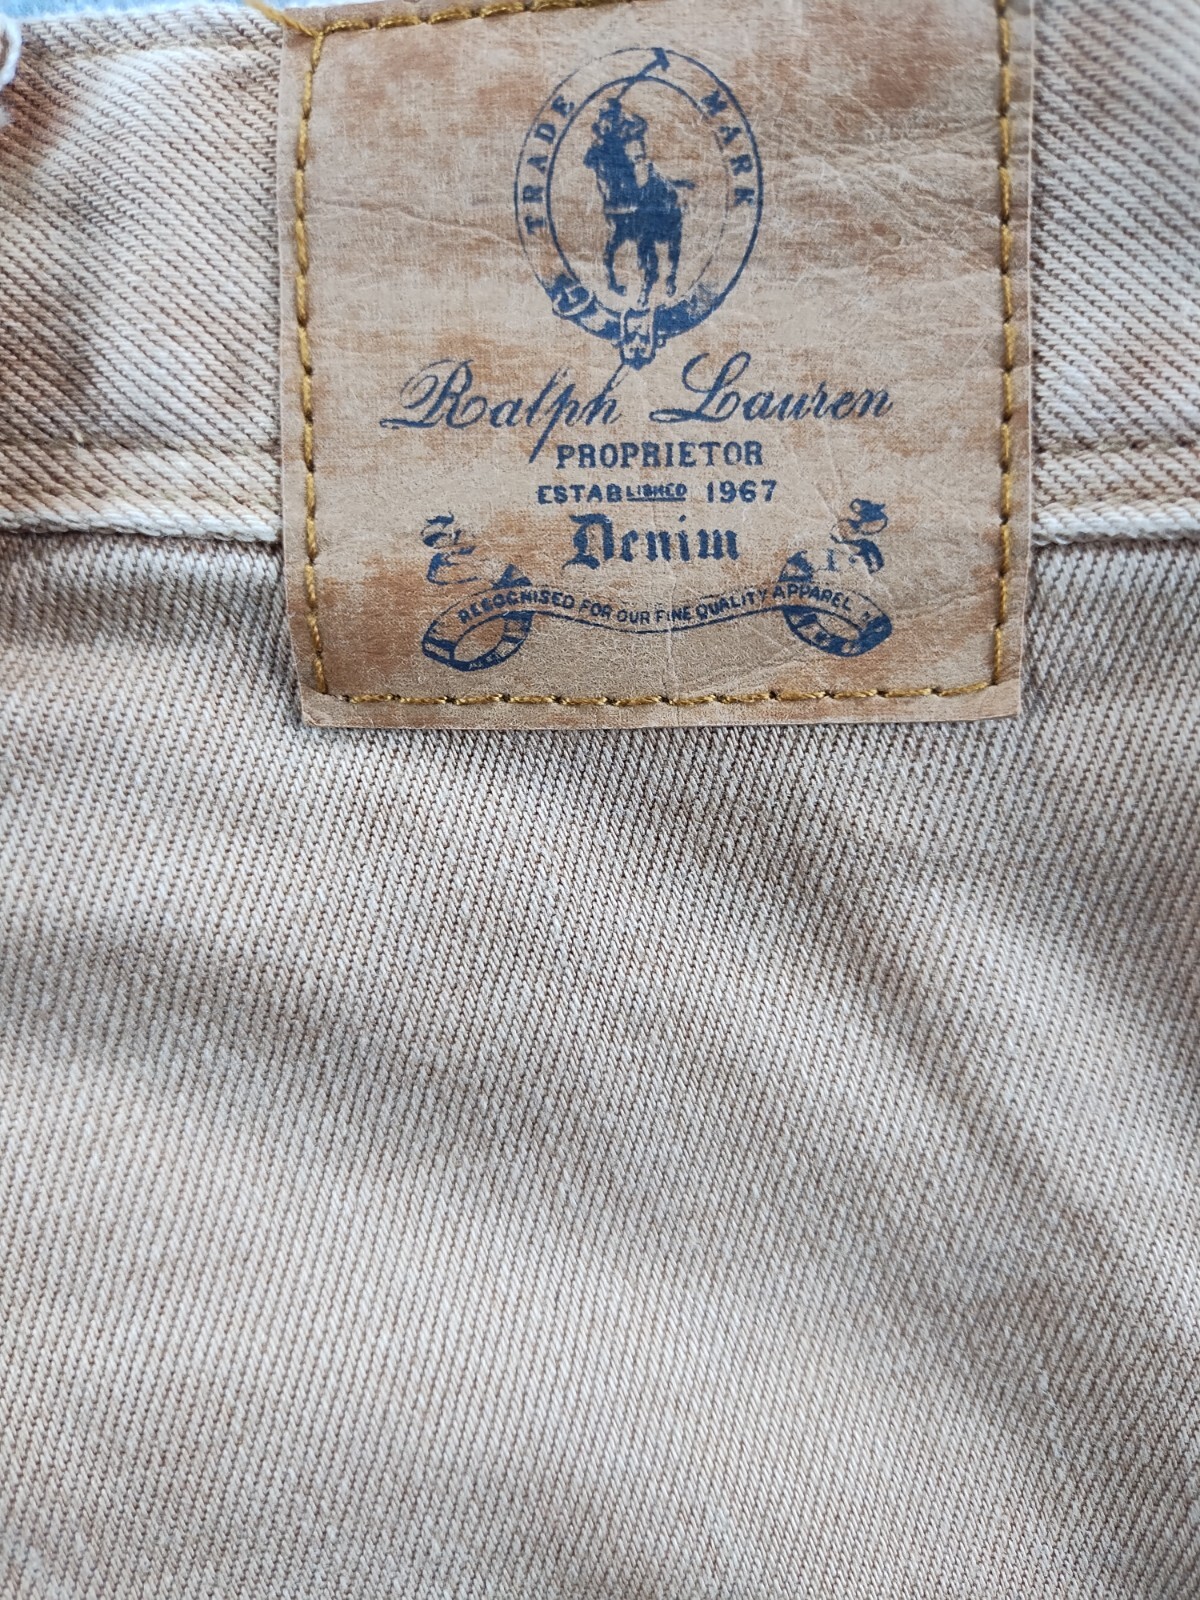 TRADE MARK
Ralph Lauren
PROPRIETOR
ESTABLISHED 1967
Denim
RECOGNISED FOR OUR FINE QUALITY APPAREL